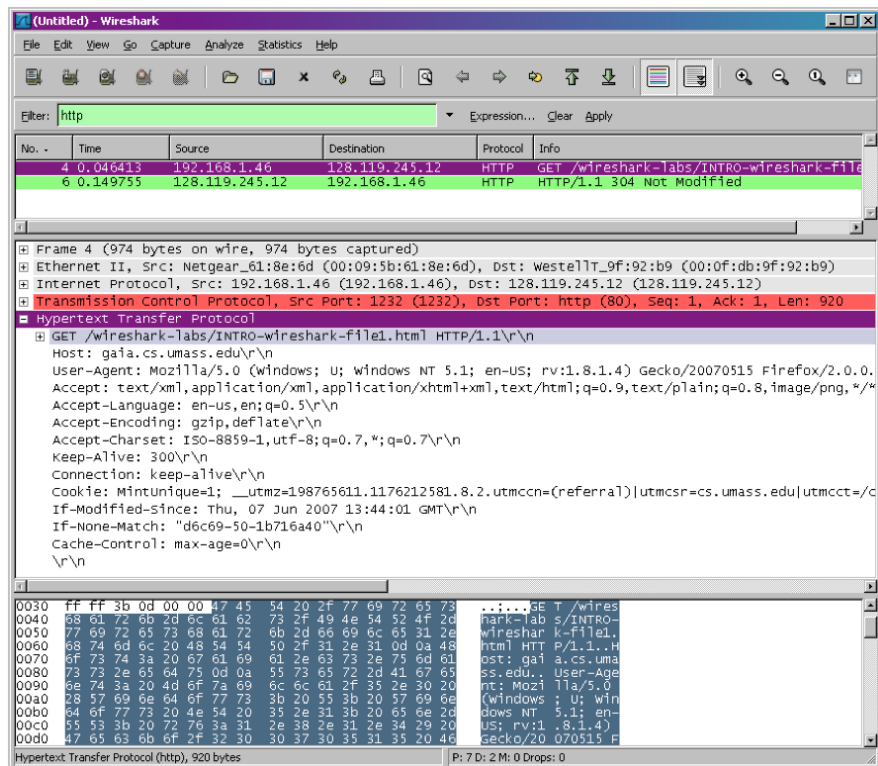 (Untitled) - Wireshark
File Edit View Go Capture Analyze Statistics Help
Filter: http Expression... Clear Apply
No. - Time Source Destination Protocol Info
4 0.046413 192.168.1.46 128.119.245.12 HTTP GET /wireshark-labs/INTRO-wireshark-file
6 0.149755 128.119.245.12 192.168.1.46 HTTP HTTP/1.1 304 Not Modified
Frame 4 (974 bytes on wire, 974 bytes captured)
Ethernet II, Src: Netgear_61:8e:6d (00:09:5b:61:8e:6d), Dst: WestellT_9f:92:b9 (00:0f:db:9f:92:b9)
Internet Protocol, Src: 192.168.1.46 (192.168.1.46), Dst: 128.119.245.12 (128.119.245.12)
Transmission Control Protocol, Src Port: 1232 (1232), Dst Port: http (80), Seq: 1, Ack: 1, Len: 920
Hypertext Transfer Protocol
GET /wireshark-labs/INTRO-wireshark-file1.html HTTP/1.1\r\n
Host: gaia.cs.umass.edu\r\n
User-Agent: Mozilla/5.0 (Windows; U; Windows NT 5.1; en-US; rv:1.8.1.4) Gecko/20070515 Firefox/2.0.0.
Accept: text/xml,application/xml,application/xhtml+xml,text/html;q=0.9,text/plain;q=0.8,image/png,*/*
Accept-Language: en-us,en;q=0.5\r\n
Accept-Encoding: gzip,deflate\r\n
Accept-Charset: ISO-8859-1,utf-8;q=0.7,*;q=0.7\r\n
Keep-Alive: 300\r\n
Connection: keep-alive\r\n
Cookie: MintUnique=1; __utmz=198765611.1176212581.8.2.utmccn=(referral)|utmcsr=cs.umass.edu|utmcct=/c
If-Modified-Since: Thu, 07 Jun 2007 13:44:01 GMT\r\n
If-None-Match: "d6c69-50-1b716a40"\r\n
Cache-Control: max-age=0\r\n
\r\n
0030 ff ff 3b 0d 00 00 47 45 54 20 2f 77 69 72 65 73 ..;...GE T /wires
0040 68 61 72 6b 2d 6c 61 62 73 2f 49 4e 54 52 4f 2d hark-lab s/INTRO-
0050 77 69 72 65 73 68 61 72 6b 2d 66 69 6c 65 31 2e wireshar k-file1.
0060 68 74 6d 6c 20 48 54 54 50 2f 31 2e 31 0d 0a 48 html HTT P/1.1..H
0070 6f 73 74 3a 20 67 61 69 61 2e 63 73 2e 75 6d 61 ost: gai a.cs.uma
0080 73 73 2e 65 64 75 0d 0a 55 73 65 72 2d 41 67 65 ss.edu.. User-Age
0090 6e 74 3a 20 4d 6f 7a 69 6c 6c 61 2f 35 2e 30 20 nt: Mozi lla/5.0
00a0 28 57 69 6e 64 6f 77 73 3b 20 55 3b 20 57 69 6e (windows ; U; Win
00b0 64 6f 77 73 20 4e 54 20 35 2e 31 3b 20 65 6e 2d dows NT 5.1; en-
00c0 55 53 3b 20 72 76 3a 31 2e 38 2e 31 2e 34 29 20 US; rv:1 .8.1.4)
00d0 47 65 63 6b 6f 2f 32 30 30 37 30 35 31 35 20 46 Gecko/20 070515 F
Hypertext Transfer Protocol (http), 920 bytes P: 7 D: 2 M: 0 Drops: 0